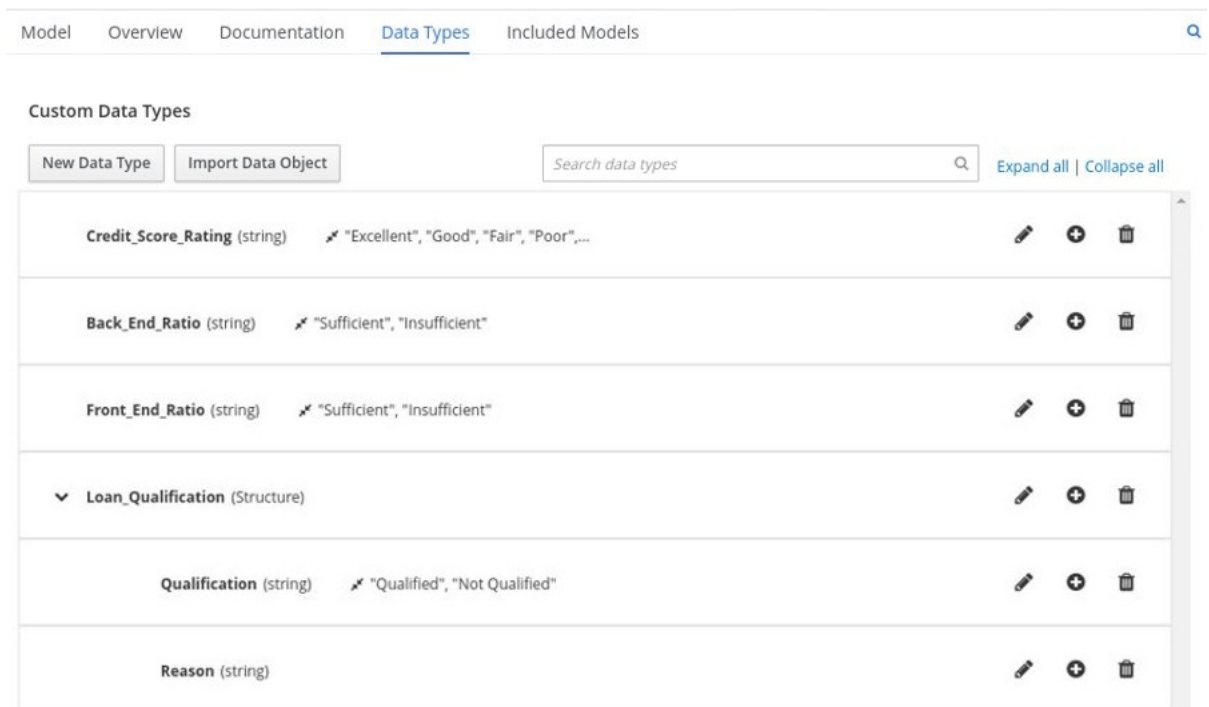 Model Overview Documentation Data Types Included Models
Custom Data Types
New Data Type Import Data Object Search data types Expand all | Collapse all
Credit_Score_Rating (string) "Excellent", "Good", "Fair", "Poor",...
Back_End_Ratio (string) "Sufficient", "Insufficient"
Front_End_Ratio (string) "Sufficient", "Insufficient"
Loan_Qualification (Structure)
Qualification (string) "Qualified", "Not Qualified"
Reason (string)